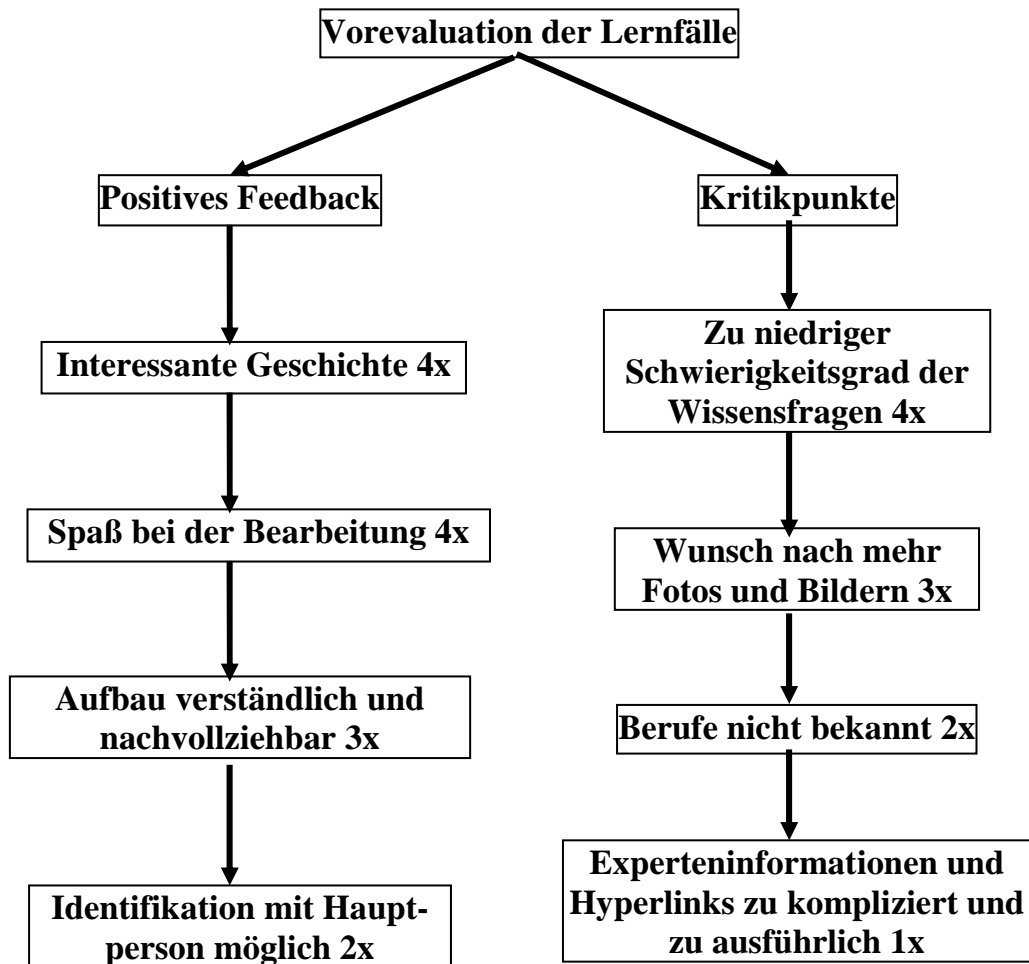 Vorevaluation der Lernfälle
Positives Feedback
Interessante Geschichte 4x
Spaß bei der Bearbeitung 4x
Aufbau verständlich und
nachvollziehbar 3x
Identifikation mit Haupt-
person möglich 2x
Kritikpunkte
Zu niedriger
Schwierigkeitsgrad der
Wissensfragen 4x
Wunsch nach mehr
Fotos und Bildern 3x
Berufe nicht bekannt 2x
Experteninformationen und
Hyperlinks zu kompliziert und
zu ausführlich 1x